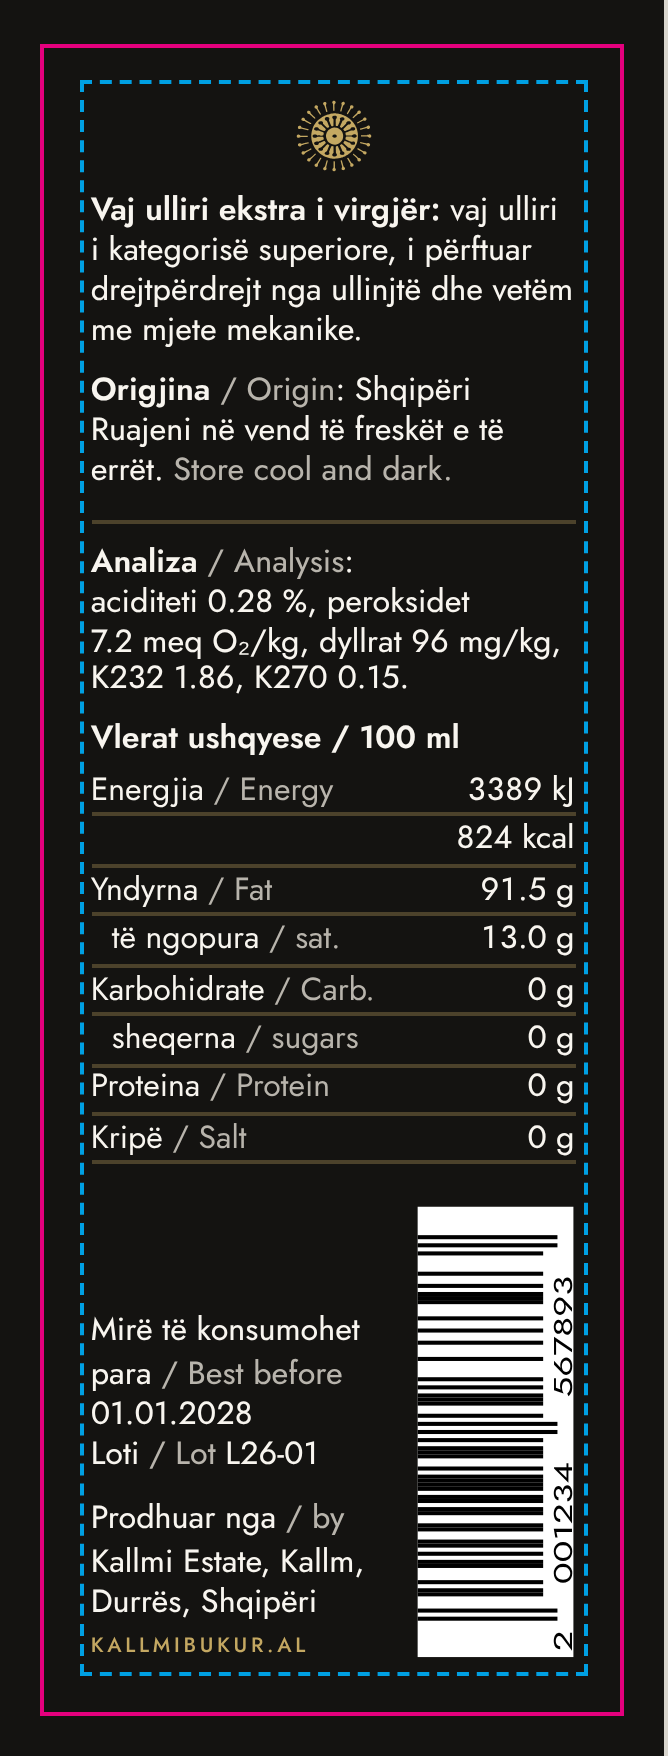 Vaj ulliri ekstra i virgjër: vaj ulliri
i kategorisë superiore, i përftuar
drejtpërdrejt nga ullinjtë dhe vetëm
me mjete mekanike.
Origjina / Origin: Shqipëri
Ruajeni në vend të freskët e të
errët. Store cool and dark.
Analiza / Analysis:
aciditeti 0.28 %, peroksidet
7.2 meq O₂/kg, dyllrat 96 mg/kg,
K232 1.86, K270 0.15.
Vlerat ushqyese / 100 ml
Energjia / Energy 3389 kJ
824 kcal
Yndyrna / Fat 91.5 g
të ngopura / sat. 13.0 g
Karbohidrate / Carb. 0 g
sheqerna / sugars 0 g
Proteina / Protein 0 g
Kripë / Salt 0 g
Mirë të konsumohet
para / Best before
01.01.2028
Loti / Lot L26-01
Prodhuar nga / by
Kallmi Estate, Kallm,
Durrës, Shqipëri
KALLMIBUKUR.AL
2 001234 567893